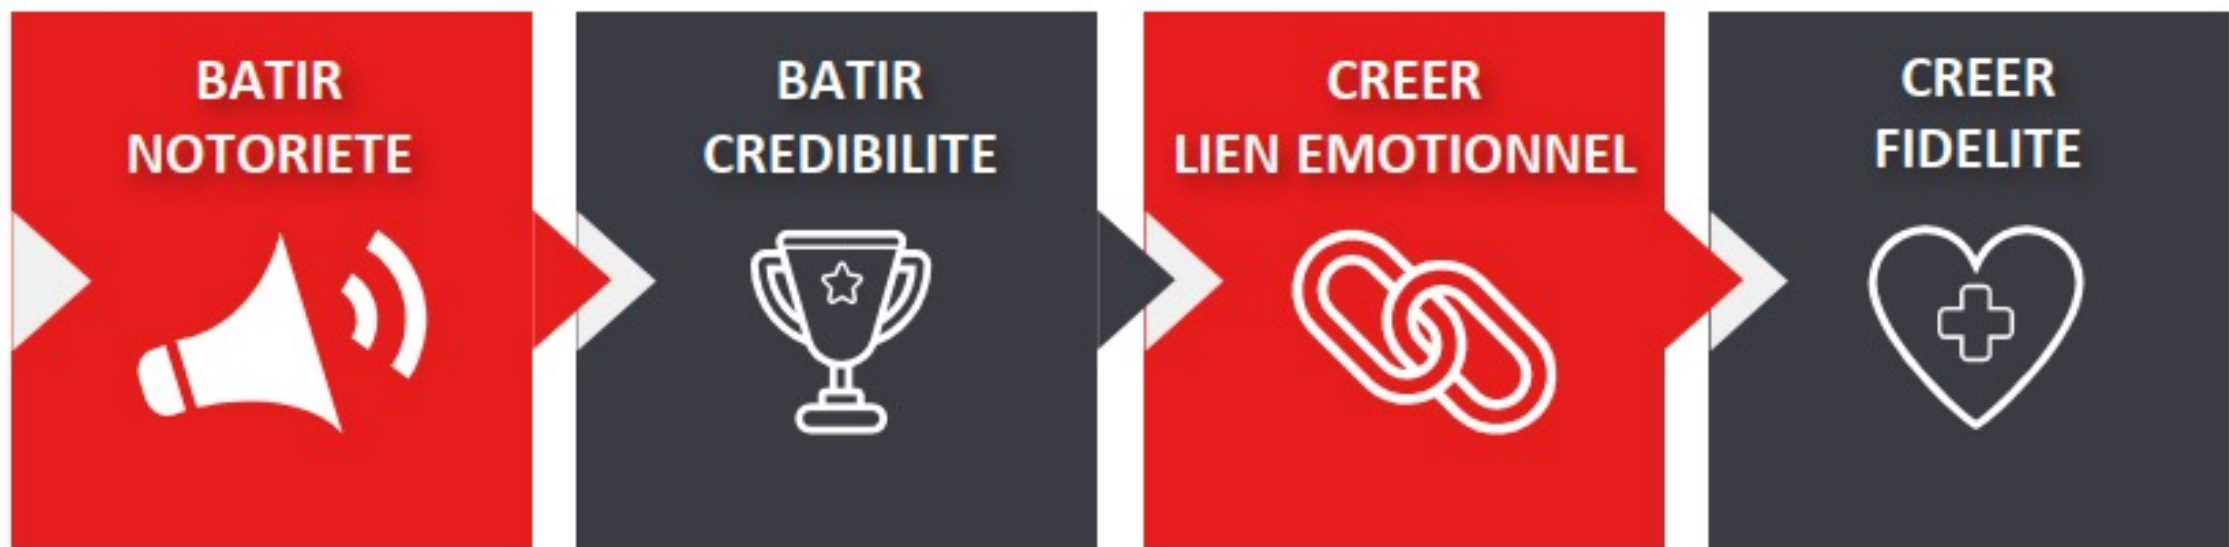 BATIR
NOTORIETE
BATIR
CREDIBILITE
CREER
LIEN EMOTIONNEL
CREER
FIDELITE